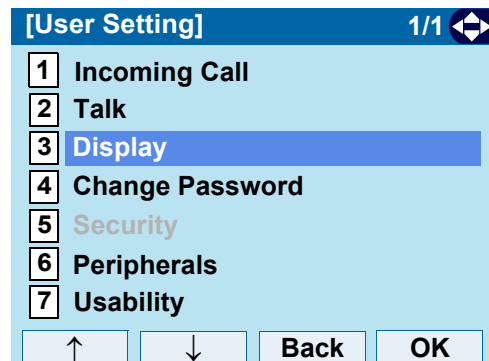 [User Setting] 1/1
1 Incoming Call
2 Talk
3 Display
4 Change Password
5 Security
6 Peripherals
7 Usability
↑ ↓ Back OK